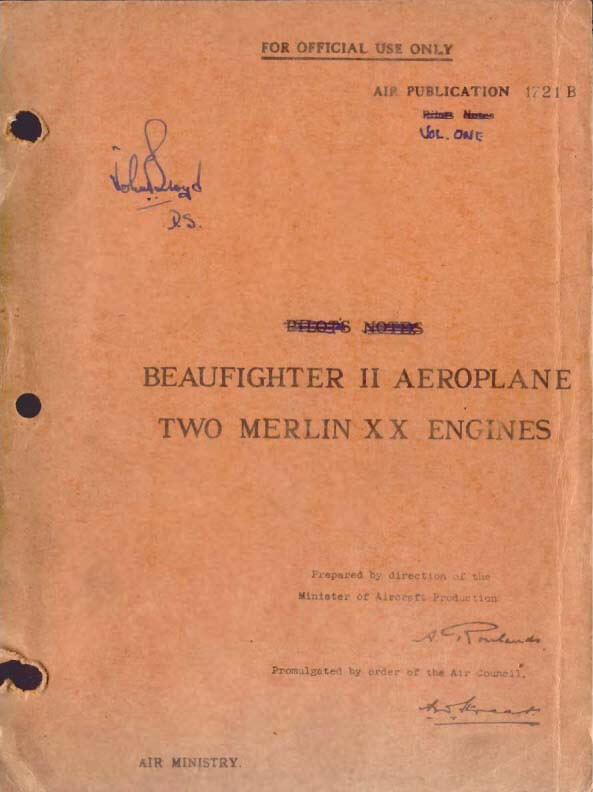 FOR OFFICIAL USE ONLY
AIR PUBLICATION 1721 B
Pilots Notes
VOL. ONE
D.S.
PILOT'S NOTES
BEAUFIGHTER II AEROPLANE
TWO MERLIN XX ENGINES
Prepared by direction of the
Minister of Aircraft Production
A. P. Rowlands.
Promulgated by order of the Air Council.
AIR MINISTRY.